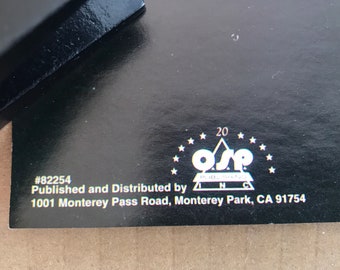 20
OSP
INC
#82254
Published and Distributed by
1001 Monterey Pass Road, Monterey Park, CA 91754